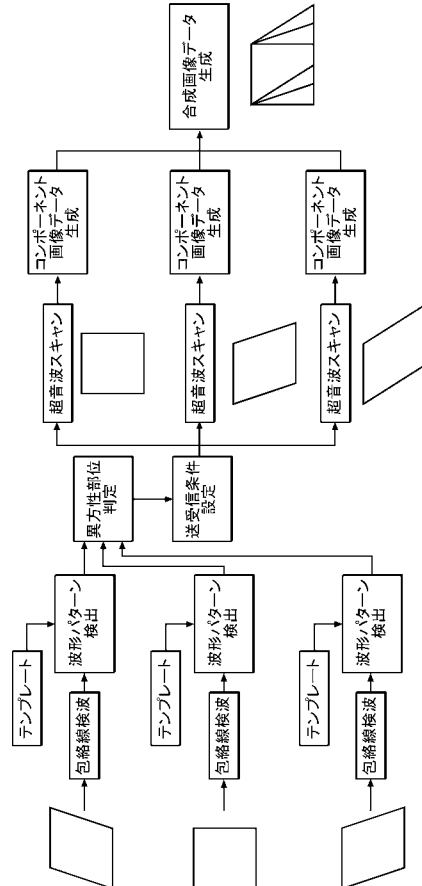 テンプレート
包絡線検波
波形パターン
検出
テンプレート
包絡線検波
波形パターン
検出
テンプレート
包絡線検波
波形パターン
検出
異方性部位
判定
送受信条件
設定
超音波スキャン
超音波スキャン
超音波スキャン
コンポーネント
画像データ
生成
コンポーネント
画像データ
生成
コンポーネント
画像データ
生成
合成画像データ
生成